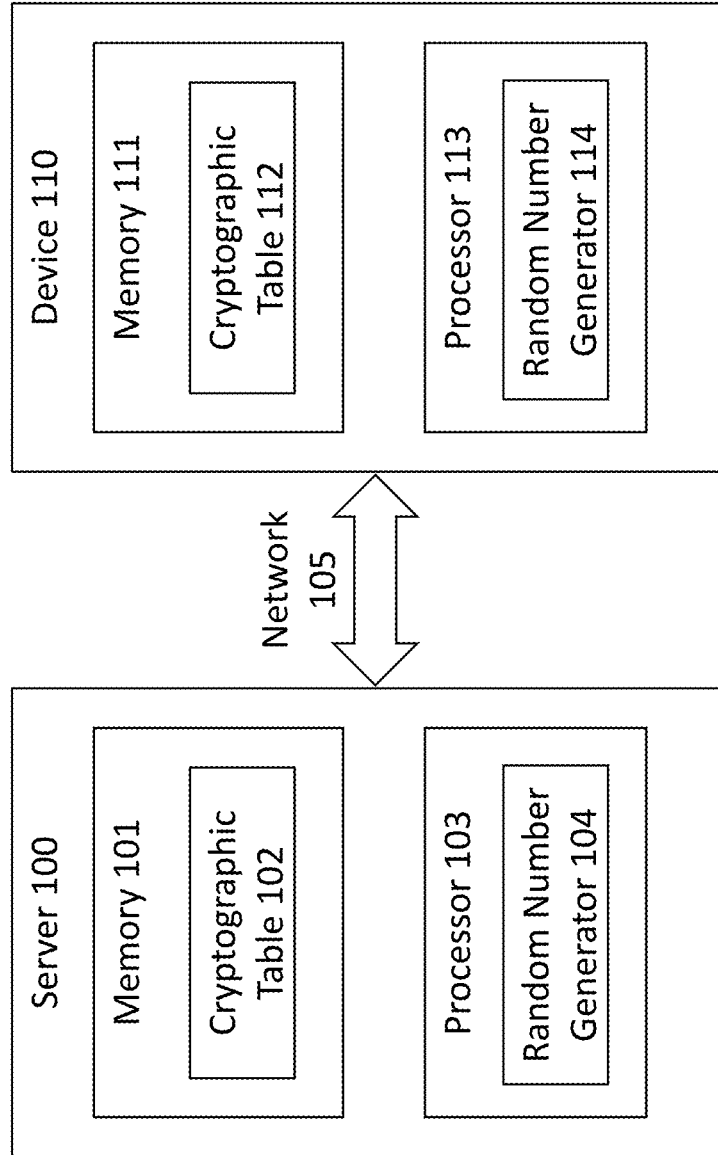 Server 100
Memory 101
Cryptographic
Table 102
Processor 103
Random Number
Generator 104
Network
105
Device 110
Memory 111
Cryptographic
Table 112
Processor 113
Random Number
Generator 114